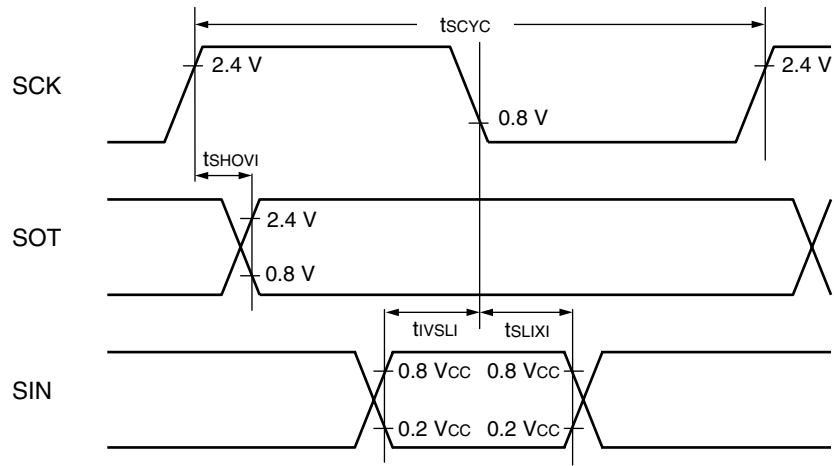 tSCYC
SCK
2.4 V
2.4 V
0.8 V
tSHOVI
SOT
2.4 V
0.8 V
tIVSLI
tSLIXI
SIN
0.8 VCC
0.8 VCC
0.2 VCC
0.2 VCC